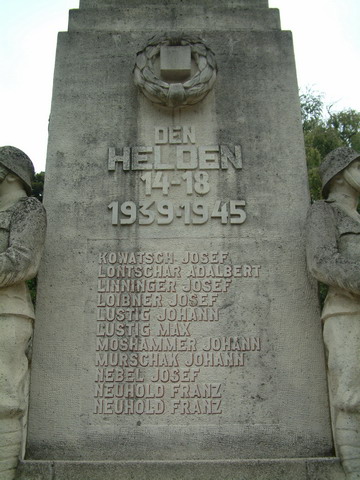 DEN
HELDEN
14-18
1939·1945
KOWATSCH JOSEF
LONTSCHAR ADALBERT
LINNINGER JOSEF
LOIBNER JOSEF
LUSTIG JOHANN
LUSTIG MAX
MOSHAMMER JOHANN
MURSCHAK JOHANN
NEBEL JOSEF
NEUHOLD FRANZ
NEUHOLD FRANZ